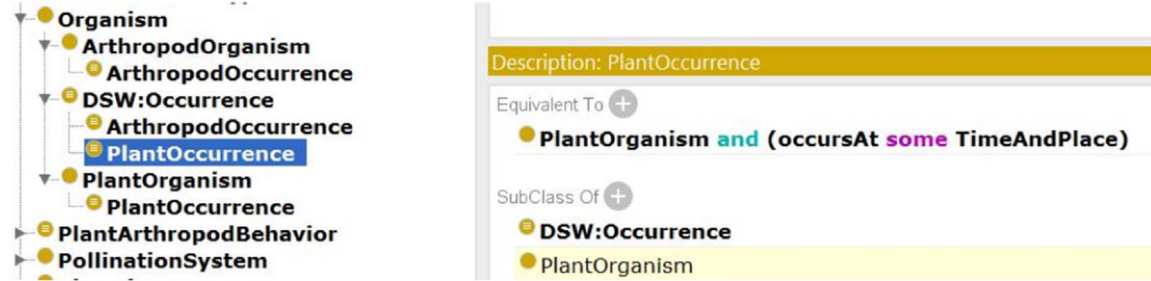 Organism
ArthropodOrganism
ArthropodOccurrence
DSW:Occurrence
ArthropodOccurrence
PlantOccurrence
PlantOrganism
PlantOccurrence
PlantArthropodBehavior
PollinationSystem
Description: PlantOccurrence
Equivalent To
PlantOrganism and (occursAt some TimeAndPlace)
SubClass Of
DSW:Occurrence
PlantOrganism